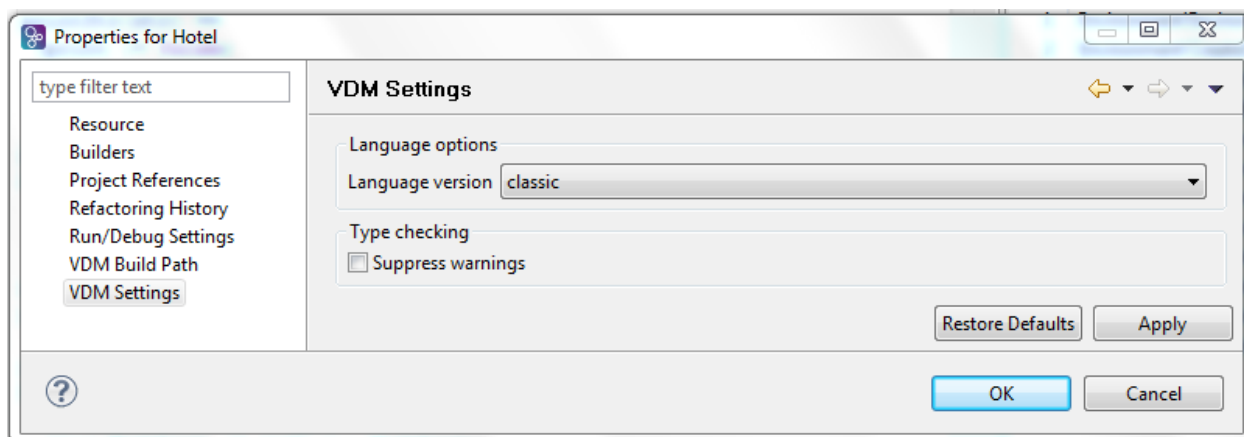 Properties for Hotel
type filter text
Resource
Builders
Project References
Refactoring History
Run/Debug Settings
VDM Build Path
VDM Settings
VDM Settings
Language options
Language version classic
Type checking
Suppress warnings
Restore Defaults Apply
OK Cancel